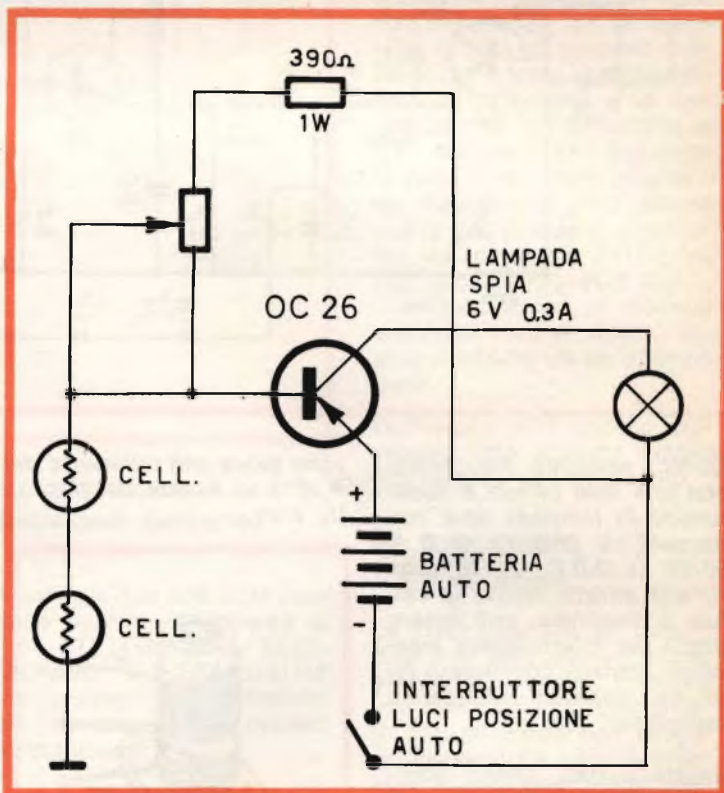 390Ω
1W
OC 26
LAMPADA
SPIA
6V 0,3A
CELL.
+
BATTERIA
AUTO
-
CELL.
INTERRUTTORE
LUCI POSIZIONE
AUTO